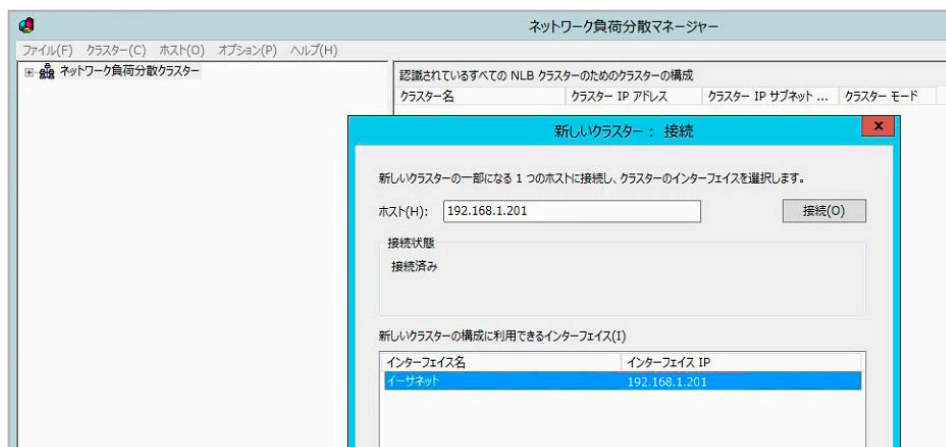 ネットワーク負荷分散マネージャー
ファイル(F) クラスター(C) ホスト(O) オプション(P) ヘルプ(H)
ネットワーク負荷分散クラスター
認識されているすべての NLB クラスターのためのクラスターの構成
クラスター名 クラスター IP アドレス クラスター IP サブネット ... クラスター モード
新しいクラスター : 接続
新しいクラスターの一部になる 1 つのホストに接続し、クラスターのインターフェイスを選択します。
ホスト(H): 192.168.1.201 接続(O)
接続状態
接続済み
新しいクラスターの構成に利用できるインターフェイス(I)
インターフェイス名 インターフェイス IP
イーサネット 192.168.1.201